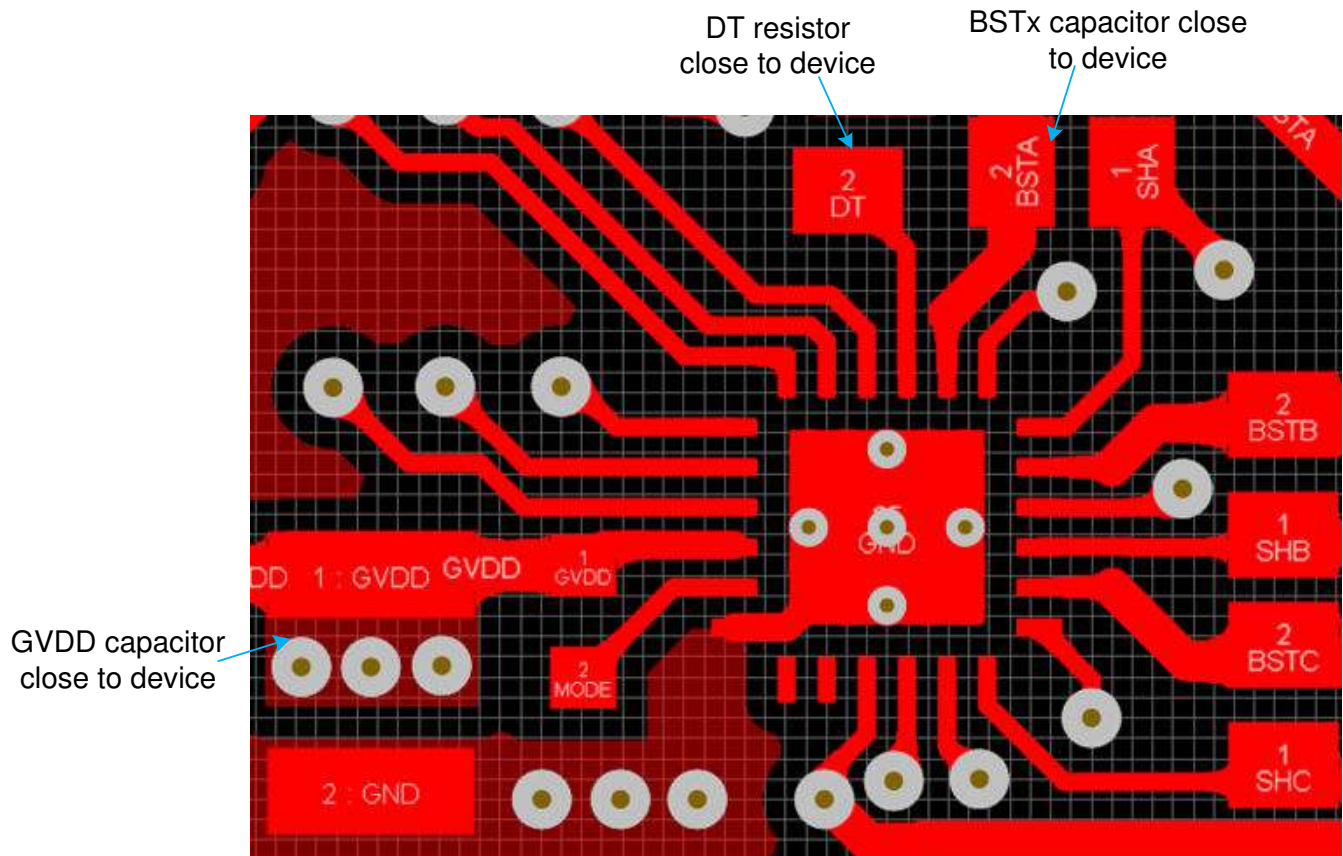 DT resistor
close to device
BSTx capacitor close
to device
2
DT
2
BSTA
1
SHA
STA
2
BSTB
1
SHB
2
BSTC
1
SHC
GND
DD
1 : GVDD
GVDD
1
GVDD
2
MODE
2 : GND
GVDD capacitor
close to device